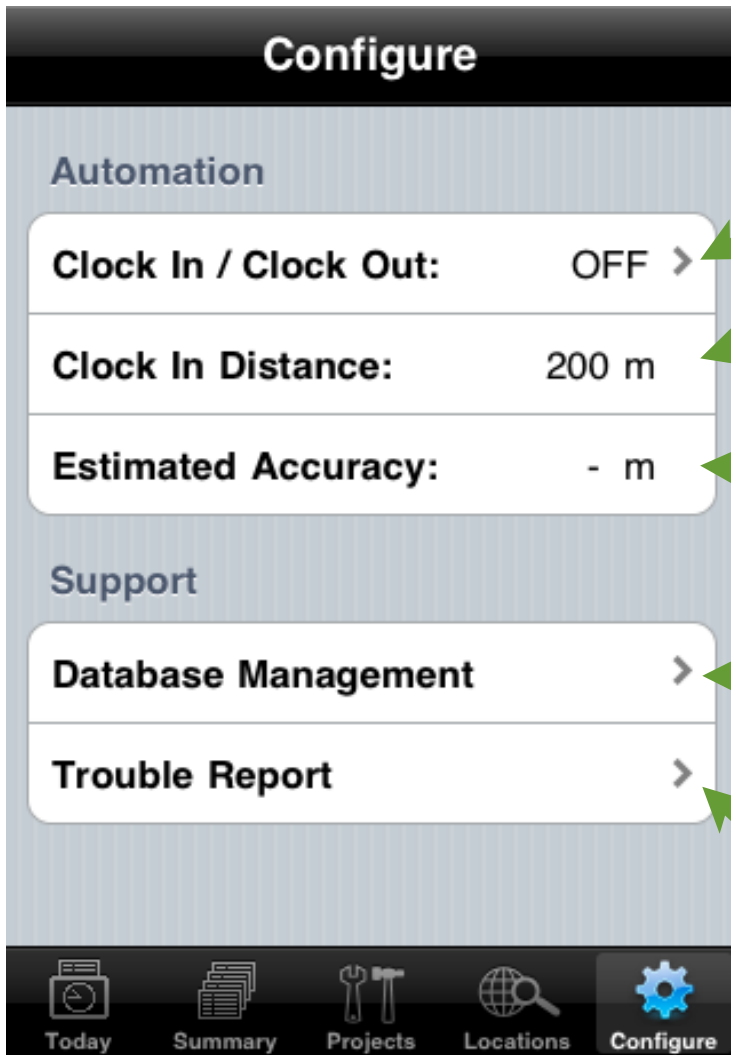 Configure
Automation
Clock In / Clock Out: OFF
Clock In Distance: 200 m
Estimated Accuracy: - m
Support
Database Management
Trouble Report
Today Summary Projects Locations Configure